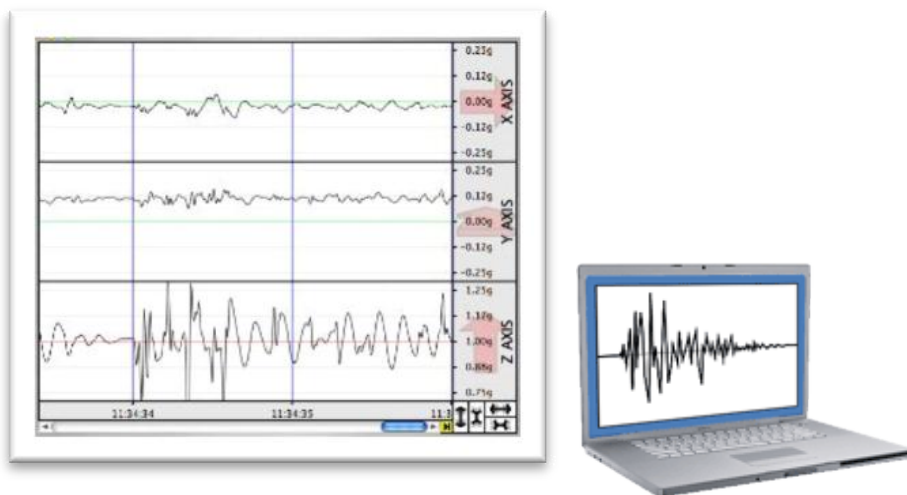 0.25g
0.12g
0.00g
-0.12g
-0.25g
X AXIS
0.25g
0.12g
0.00g
-0.12g
-0.25g
Y AXIS
1.25g
1.12g
1.00g
0.88g
0.75g
Z AXIS
11:34:34 11:34:35 11:3